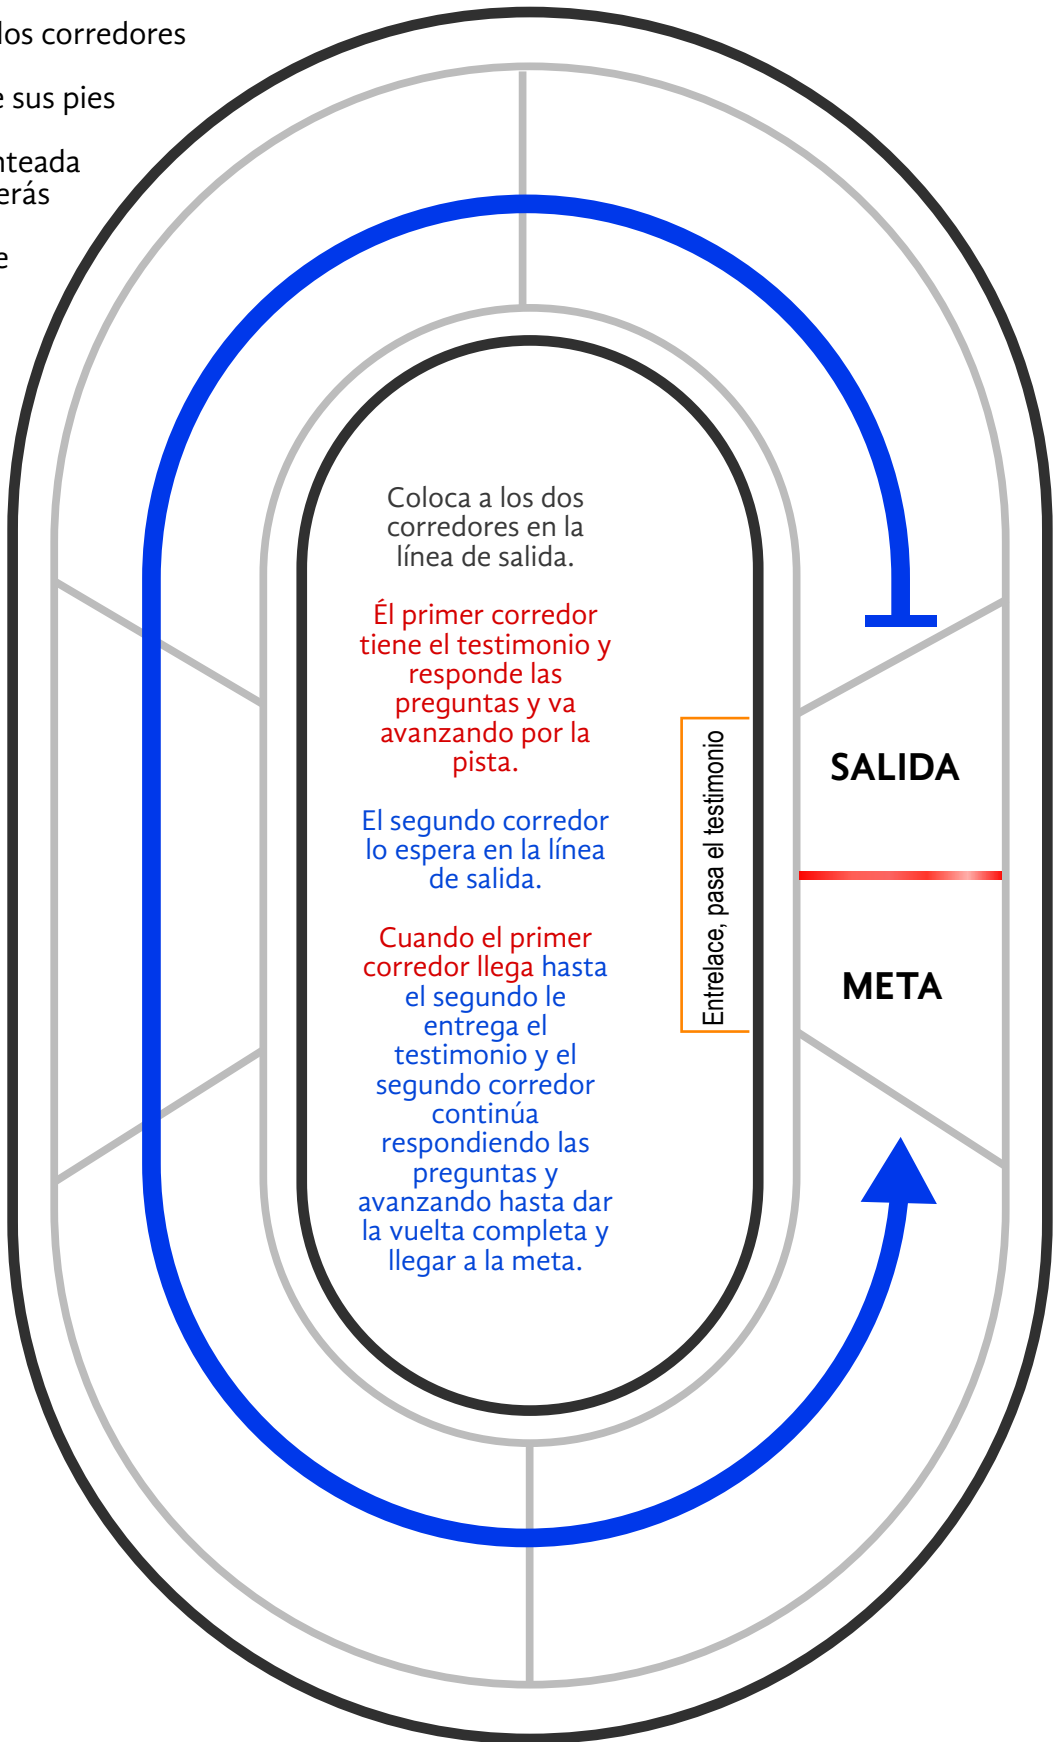 los corredores
e sus pies
nteada
erás
e
Coloca a los dos
corredores en la
línea de salida.
Él primer corredor
tiene el testimonio y
responde las
preguntas y va
avanzando por la
pista.
El segundo corredor
lo espera en la línea
de salida.
Cuando el primer
corredor llega hasta
el segundo le
entrega el
testimonio y el
segundo corredor
continúa
respondiendo las
preguntas y
avanzando hasta dar
la vuelta completa y
llegar a la meta.
Entrelace, pasa el testimonio
SALIDA
META